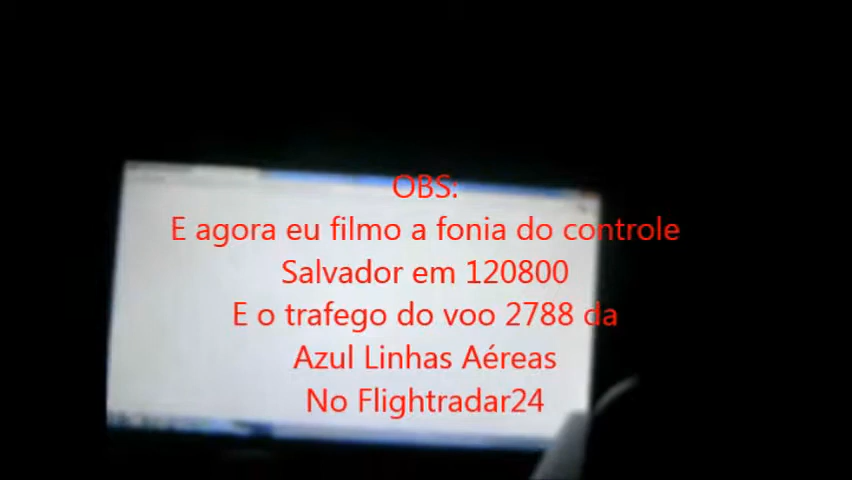 OBS:
E agora eu filmo a fonia do controle
Salvador em 120800
E o trafego do voo 2788 da
Azul Linhas Aéreas
No Flightradar24